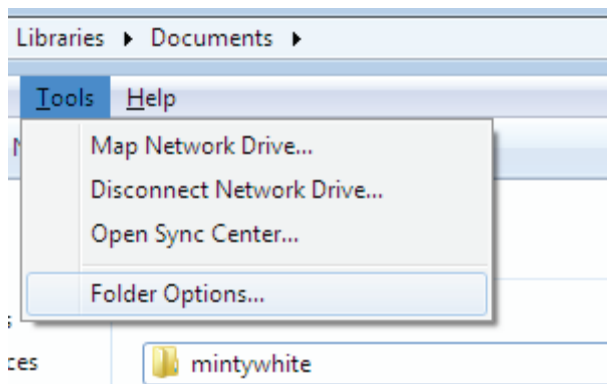 Libraries ▸ Documents ▸
Tools Help
Map Network Drive...
Disconnect Network Drive...
Open Sync Center...
Folder Options...
mintywhite